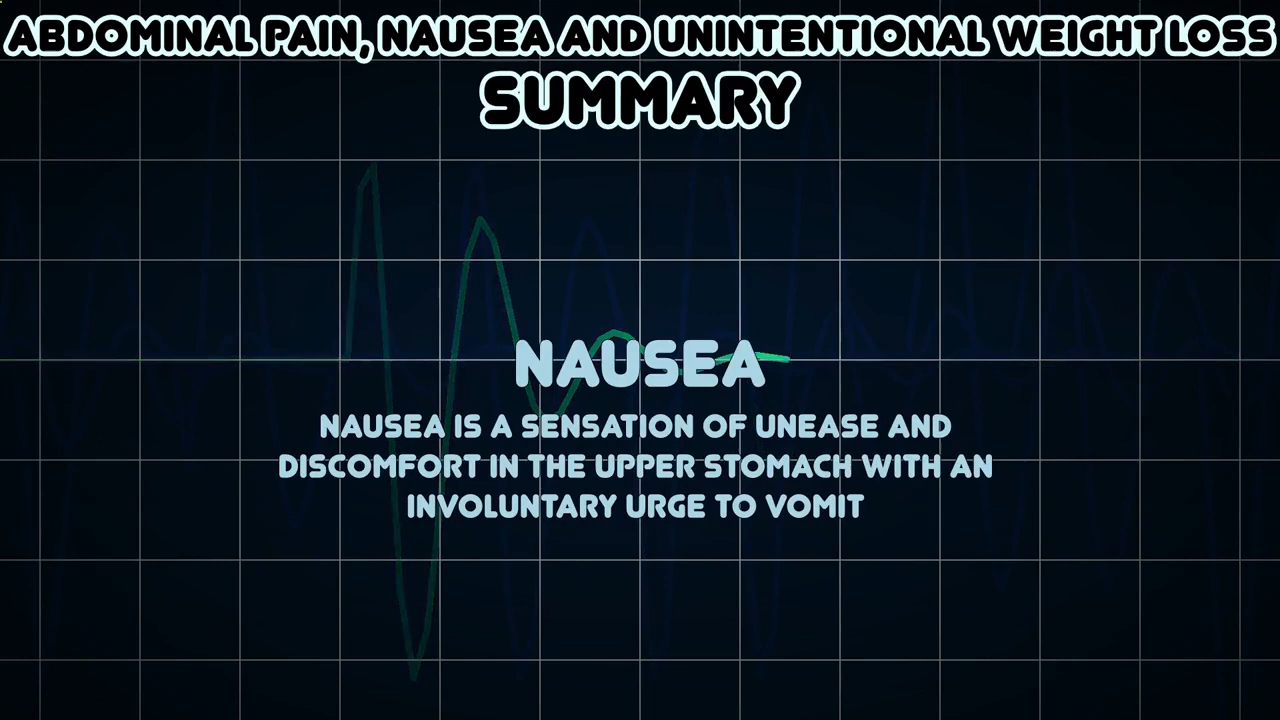 ABDOMINAL PAIN, NAUSEA AND UNINTENTIONAL WEIGHT LOSS
SUMMARY
NAUSEA
NAUSEA IS A SENSATION OF UNEASE AND
DISCOMFORT IN THE UPPER STOMACH WITH AN
INVOLUNTARY URGE TO VOMIT